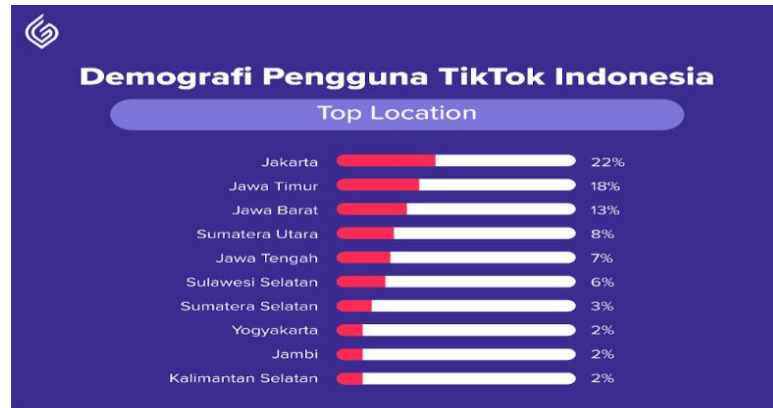 Demografi Pengguna TikTok Indonesia
Top Location
Jakarta 22%
Jawa Timur 18%
Jawa Barat 13%
Sumatera Utara 8%
Jawa Tengah 7%
Sulawesi Selatan 6%
Sumatera Selatan 3%
Yogyakarta 2%
Jambi 2%
Kalimantan Selatan 2%